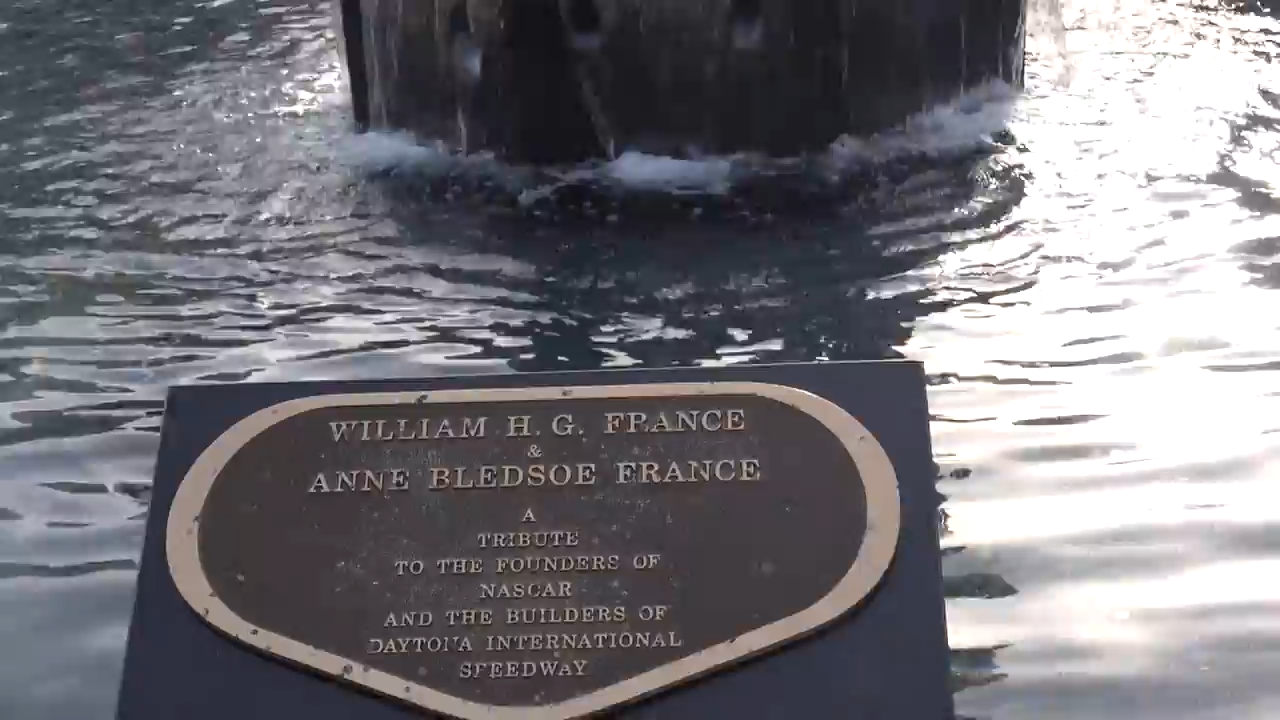 WILLIAM H. G. FRANCE
&
ANNE BLEDSOE FRANCE
A
TRIBUTE
TO THE FOUNDERS OF
NASCAR
AND THE BUILDERS OF
DAYTONA INTERNATIONAL
SPEEDWAY